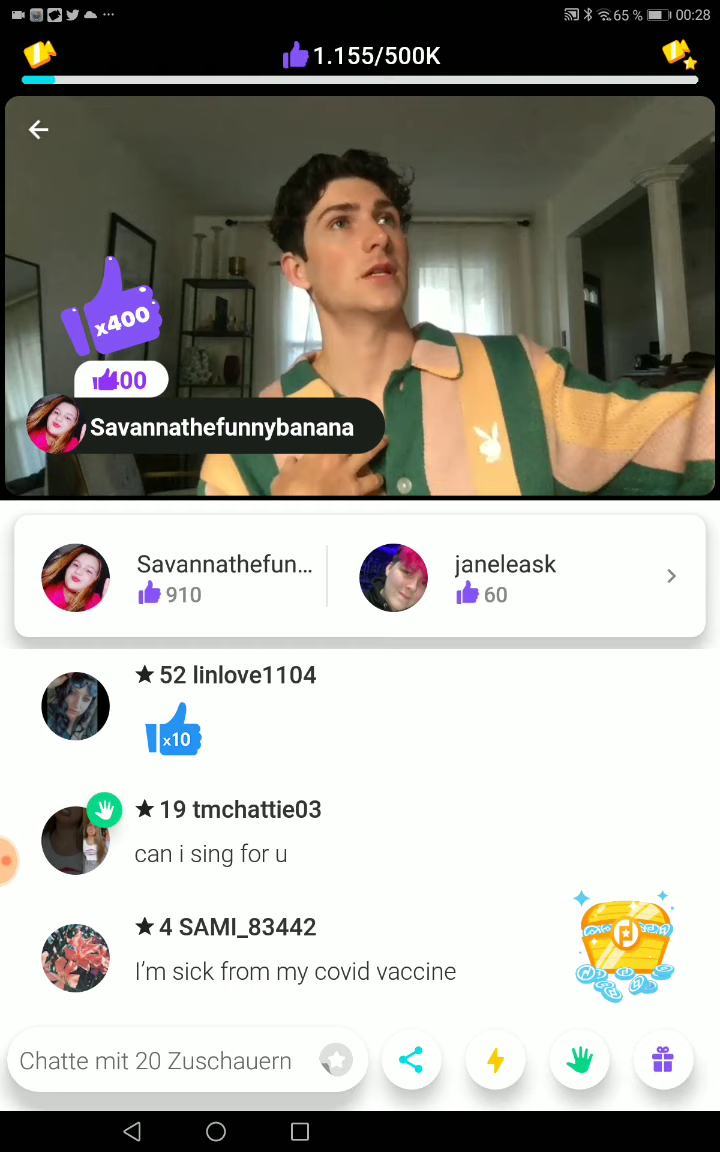 65 % 00:28
1.155/500K
x400
400
Savannathefunnybanana
Savannathefun... janeleask
910 60
★ 52 linlove1104
x10
★ 19 tmchattie03
can i sing for u
★ 4 SAMI_83442
I'm sick from my covid vaccine
Chatte mit 20 Zuschauern